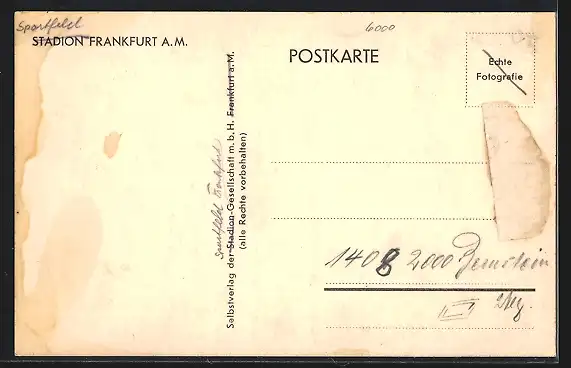 Sportfeld
STADION FRANKFURT A.M.
6000
POSTKARTE
Echte
Fotografie
Sportfeld Frankfurt
Selbstverlag der Stadion-Gesellschaft m. b. H. Frankfurt a. M.
(alle Rechte vorbehalten)
1408 2000 Bernstein